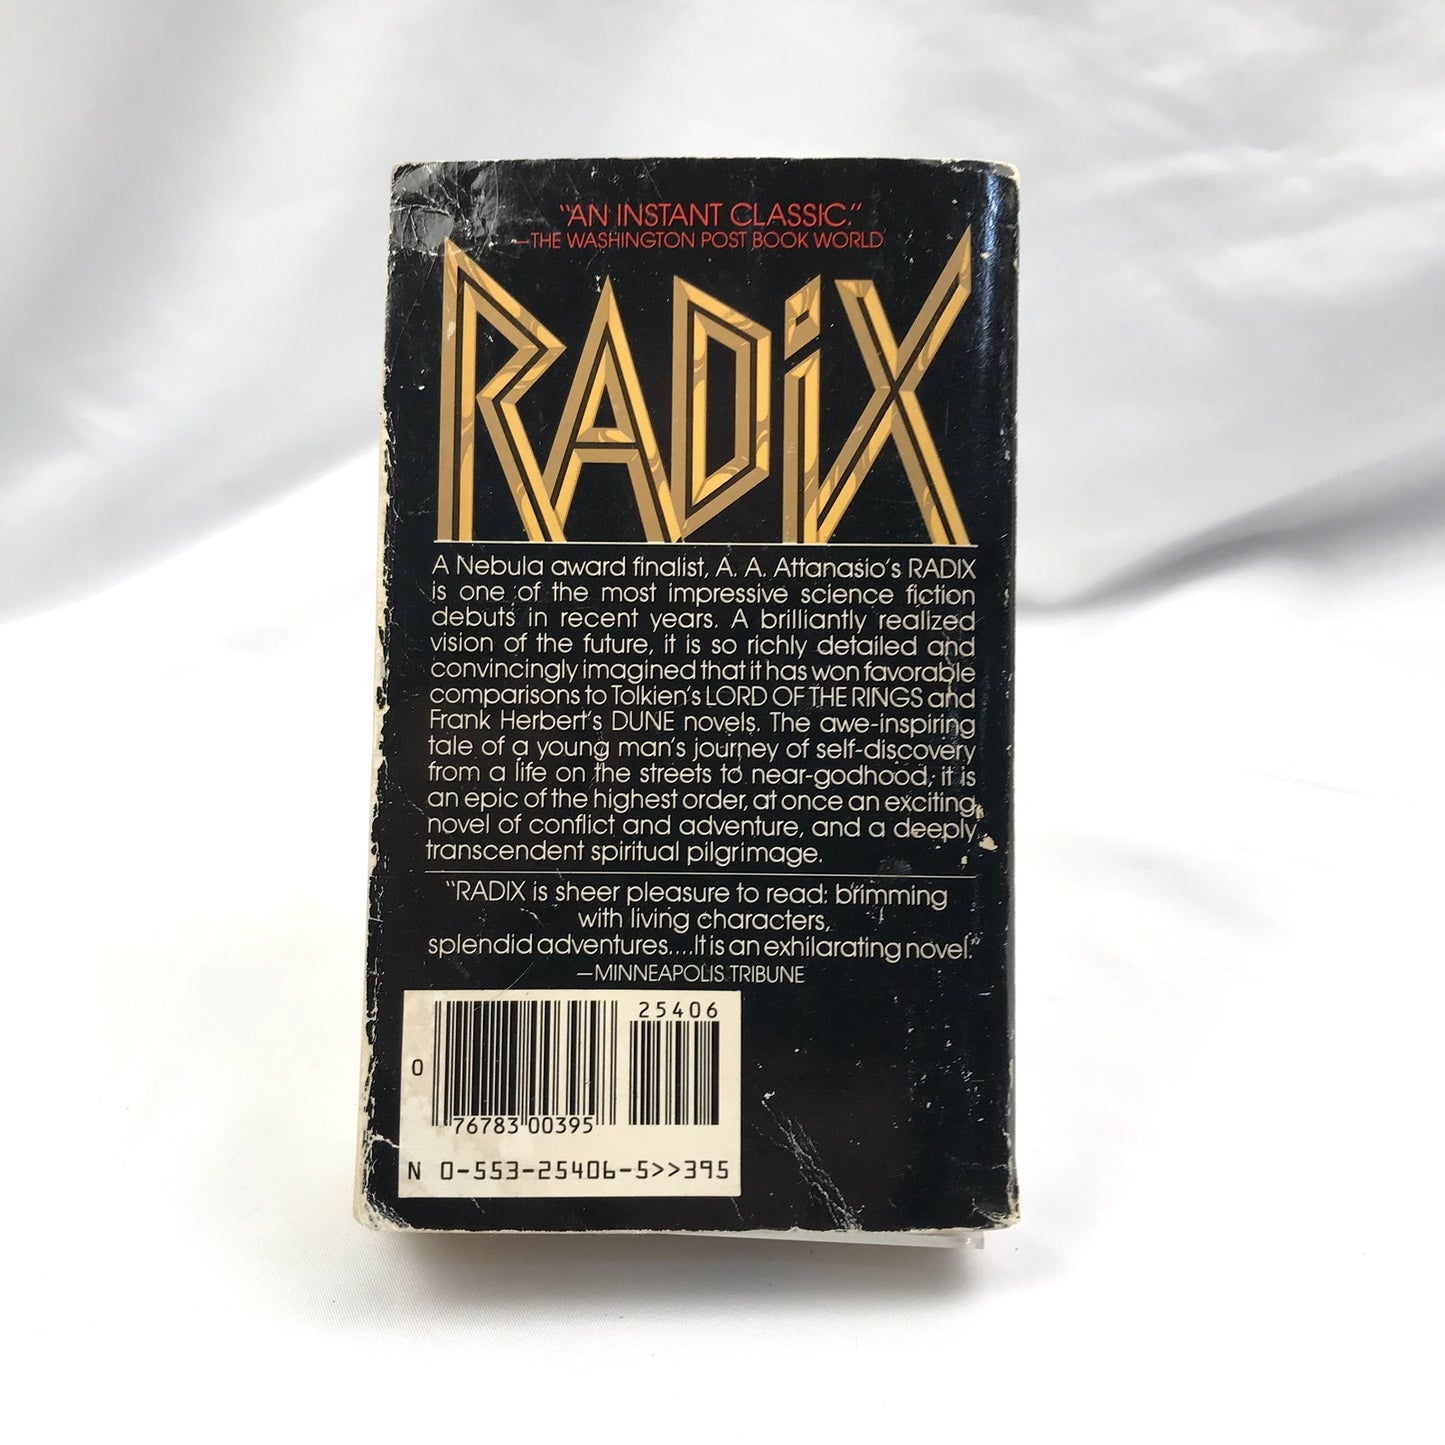 "AN INSTANT CLASSIC."
—THE WASHINGTON POST BOOK WORLD
RADiX
A Nebula award finalist, A. A. Attanasio's RADIX
is one of the most impressive science fiction
debuts in recent years. A brilliantly realized
vision of the future, it is so richly detailed and
convincingly imagined that it has won favorable
comparisons to Tolkien's LORD OF THE RINGS and
Frank Herbert's DUNE novels. The awe-inspiring
tale of a young man's journey of self-discovery
from a life on the streets to near-godhood, it is
an epic of the highest order, at once an exciting
novel of conflict and adventure, and a deeply
transcendent spiritual pilgrimage.
"RADIX is sheer pleasure to read: brimming
with living characters,
splendid adventures....It is an exhilarating novel."
—MINNEAPOLIS TRIBUNE
25406
0
76783 00395
N 0-553-25406-5>>395